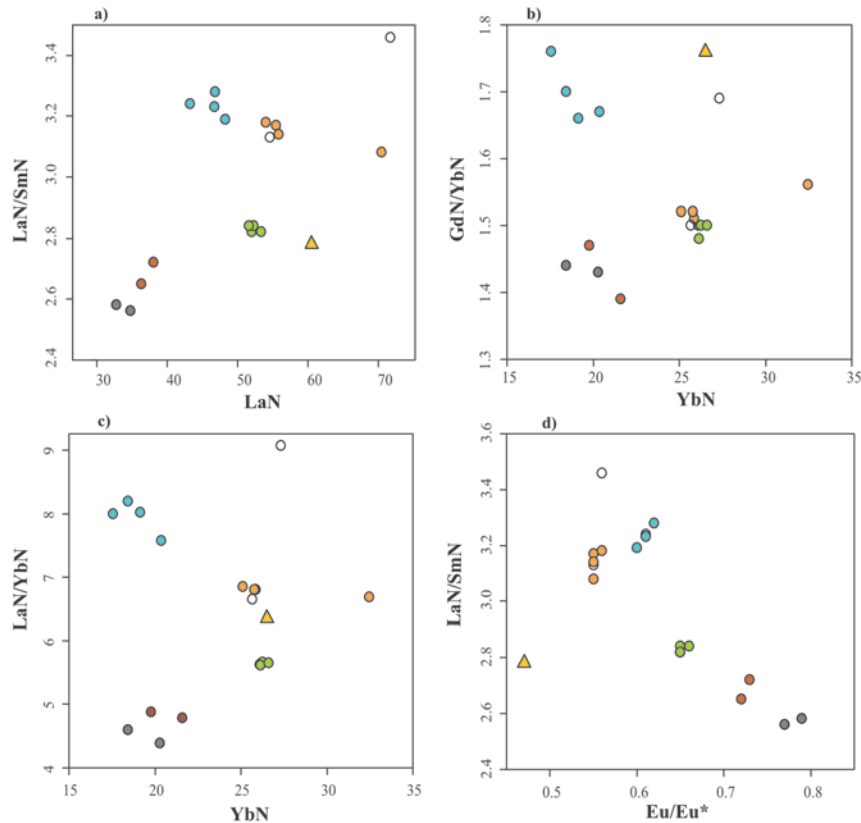 a)
LaN/SmN
2.4 2.6 2.8 3.0 3.2 3.4
30 40 50 60 70
LaN
b)
GdN/YbN
1.3 1.4 1.5 1.6 1.7 1.8
15 20 25 30 35
YbN
c)
LaN/YbN
4 5 6 7 8 9
15 20 25 30 35
YbN
d)
LaN/SmN
2.4 2.6 2.8 3.0 3.2 3.4 3.6
0.5 0.6 0.7 0.8
Eu/Eu*